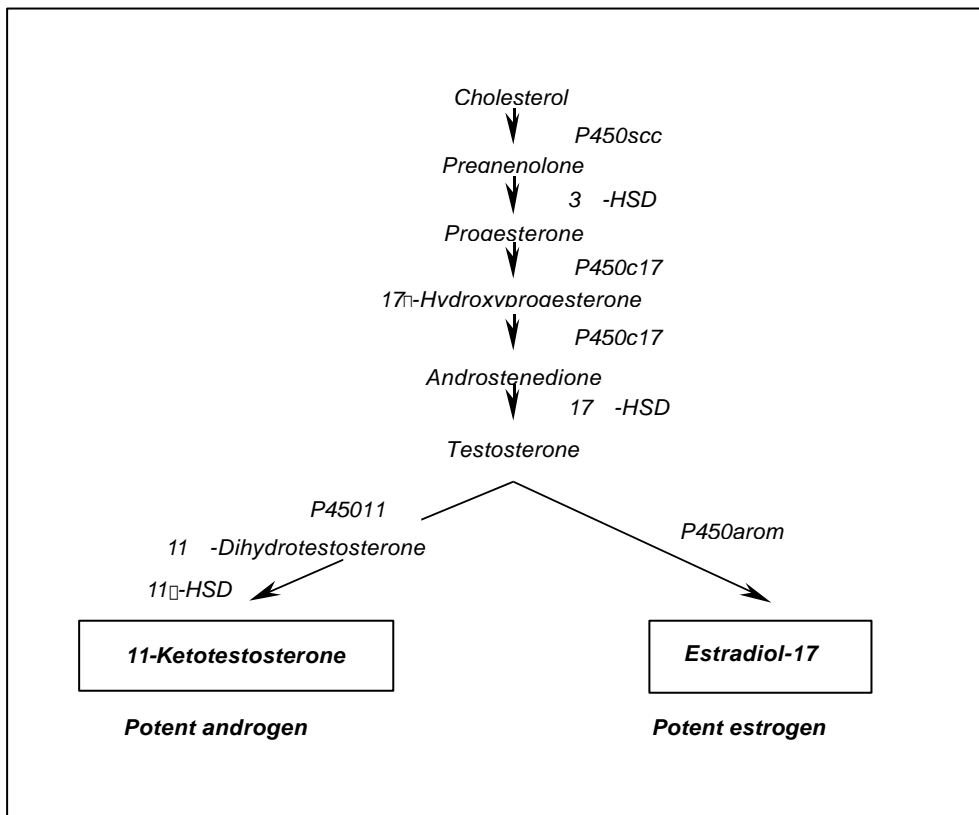 Cholesterol
P450scc
Pregnenolone
3 -HSD
Progesterone
P450c17
17▯-Hydroxyprogesterone
P450c17
Androstenedione
17 -HSD
Testosterone
P45011
P450arom
11 -Dihydrotestosterone
11▯-HSD
11-Ketotestosterone
Estradiol-17
Potent androgen
Potent estrogen